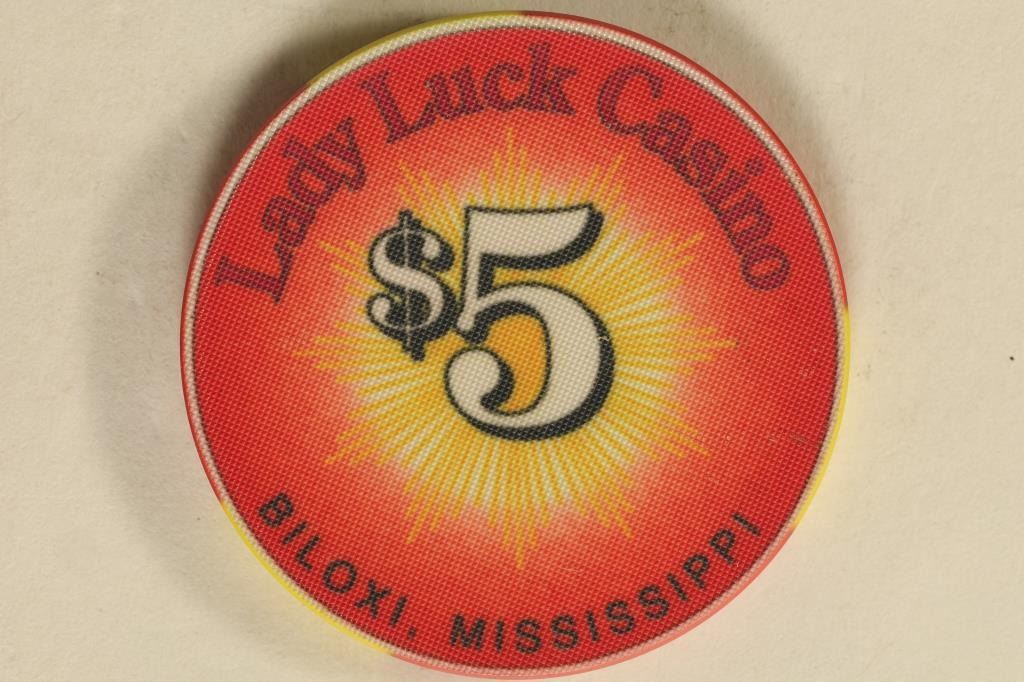 Lady Luck Casino
$5
BILOXI, MISSISSIPPI